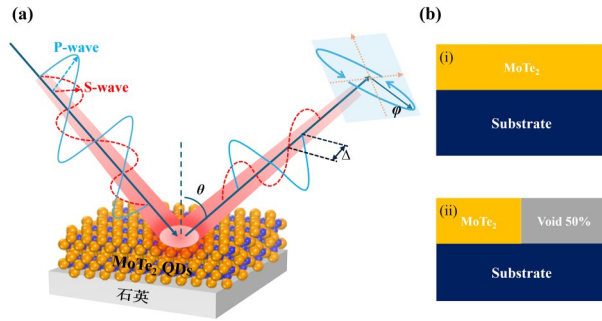 (a)
P-wave
S-wave
φ
Δ
θ
MoTe₂ QDs
石英
(b)
(i)
MoTe₂
Substrate
(ii)
MoTe₂
Void 50%
Substrate